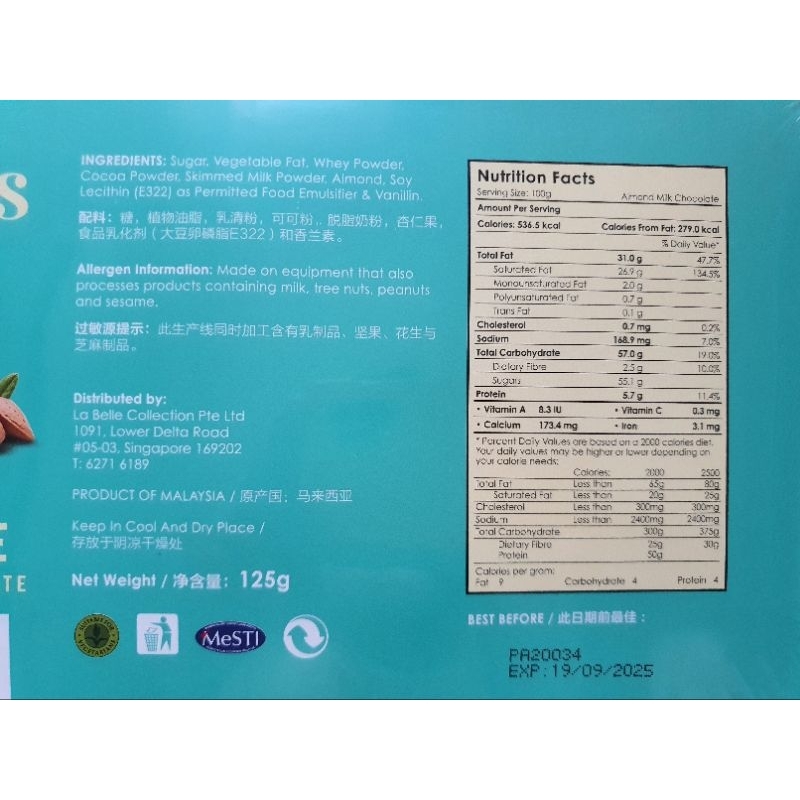 S
INGREDIENTS: Sugar, Vegetable Fat, Whey Powder,
Cocoa Powder, Skimmed Milk Powder, Almond, Soy
Lecithin (E322) as Permitted Food Emulsifier & Vanillin.
配料：糖，植物油脂，乳清粉，可可粉，脱脂奶粉，杏仁果，
食品乳化剂（大豆卵磷脂E322）和香兰素。
Allergen Information: Made on equipment that also
processes products containing milk, tree nuts, peanuts
and sesame.
过敏源提示：此生产线同时加工含有乳制品、坚果、花生与
芝麻制品。
Distributed by:
La Belle Collection Pte Ltd
1091, Lower Delta Road
#05-03, Singapore 169202
T: 6271 6189
PRODUCT OF MALAYSIA / 原产国：马来西亚
Keep In Cool And Dry Place /
存放于阴凉干燥处
E
TE
Net Weight / 净含量： 125g
SUITABLE FOR VEGETARIANS
MeSTI
Nutrition Facts
Serving Size: 100g Almond Milk Chocolate
Amount Per Serving
Calories: 536.5 kcal Calories From Fat: 279.0 kcal
% Daily Value*
Total Fat 31.0 g 47.7%
Saturated Fat 26.9 g 134.5%
Monounsaturated Fat 2.0 g
Polyunsaturated Fat 0.7 g
Trans Fat 0.1 g
Cholesterol 0.7 mg 0.2%
Sodium 168.9 mg 7.0%
Total Carbohydrate 57.0 g 19.0%
Dietary Fibre 2.5 g 10.0%
Sugars 55.1 g
Protein 5.7 g 11.4%
• Vitamin A 8.3 IU • Vitamin C 0.3 mg
• Calcium 173.4 mg • Iron 3.1 mg
* Percent Daily Values are based on a 2000 calories diet.
Your daily values may be higher or lower depending on
your calorie needs:
Calories: 2000 2500
Total Fat Less than 65g 80g
Saturated Fat Less than 20g 25g
Cholesterol Less than 300mg 300mg
Sodium Less than 2400mg 2400mg
Total Carbohydrate 300g 375g
Dietary Fibre 25g 30g
Protein 50g
Calories per gram:
Fat 9 Carbohydrate 4 Protein 4
BEST BEFORE / 此日期前最佳：
PA20034
EXP:19/09/2025